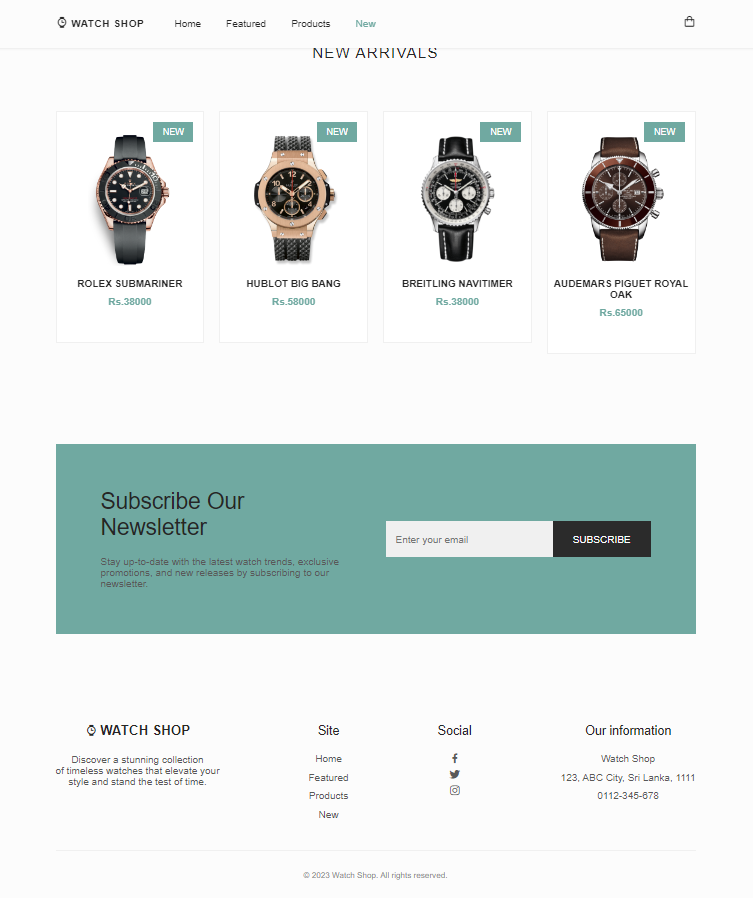 WATCH SHOP
Home Featured Products New
NEW ARRIVALS
NEW NEW NEW NEW
ROLEX SUBMARINER
Rs.38000
HUBLOT BIG BANG
Rs.58000
BREITLING NAVITIMER
Rs.38000
AUDEMARS PIGUET ROYAL
OAK
Rs.65000
Subscribe Our
Newsletter
Stay up-to-date with the latest watch trends, exclusive
promotions, and new releases by subscribing to our
newsletter.
Enter your email
SUBSCRIBE
WATCH SHOP
Discover a stunning collection
of timeless watches that elevate your
style and stand the test of time.
Site
Home
Featured
Products
New
Social
Our information
Watch Shop
123, ABC City, Sri Lanka, 1111
0112-345-678
© 2023 Watch Shop. All rights reserved.